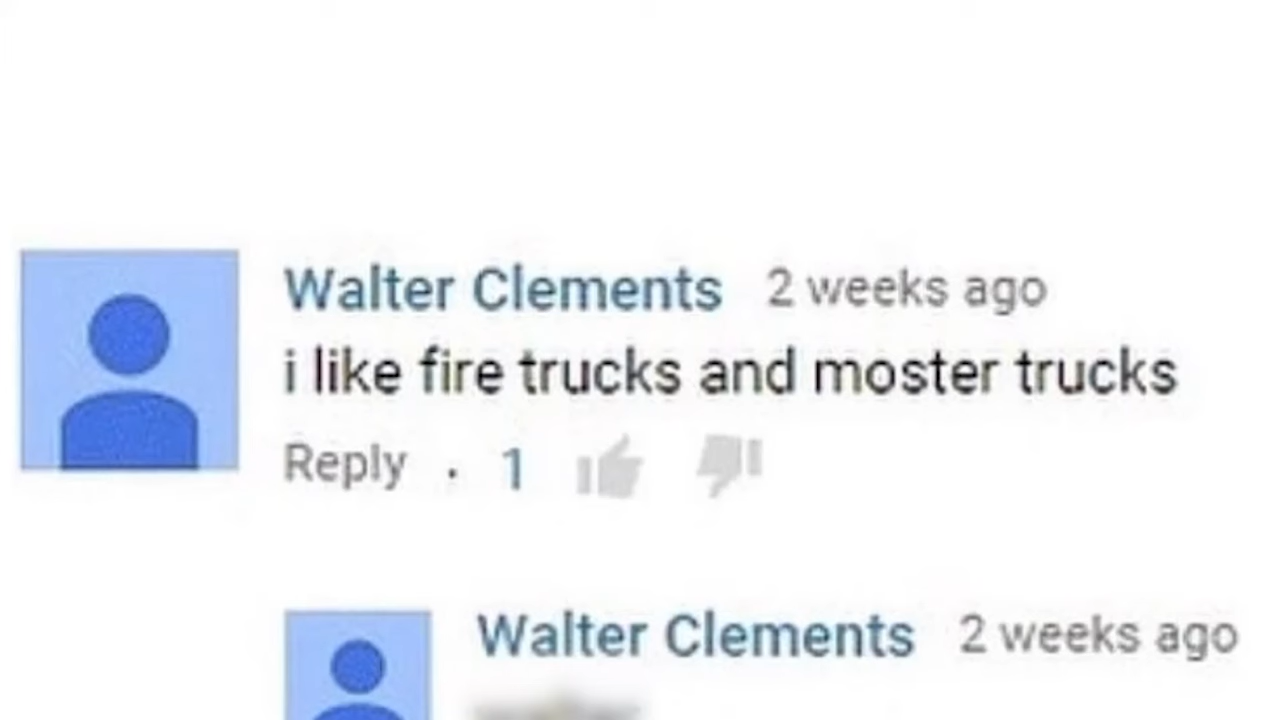 Walter Clements 2 weeks ago
i like fire trucks and moster trucks
Reply · 1
Walter Clements 2 weeks ago